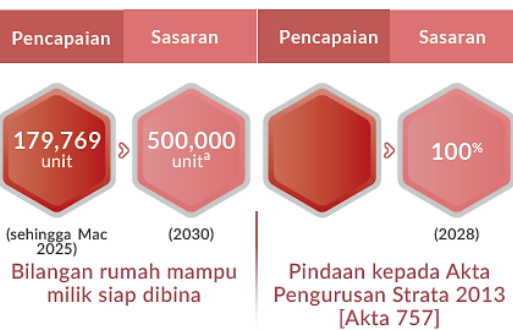 Pencapaian Sasaran Pencapaian Sasaran
179,769
unit
500,000
unitᵃ
100%
(sehingga Mac
2025)
(2030)
(2028)
Bilangan rumah mampu
milik siap dibina
Pindaan kepada Akta
Pengurusan Strata 2013
[Akta 757]